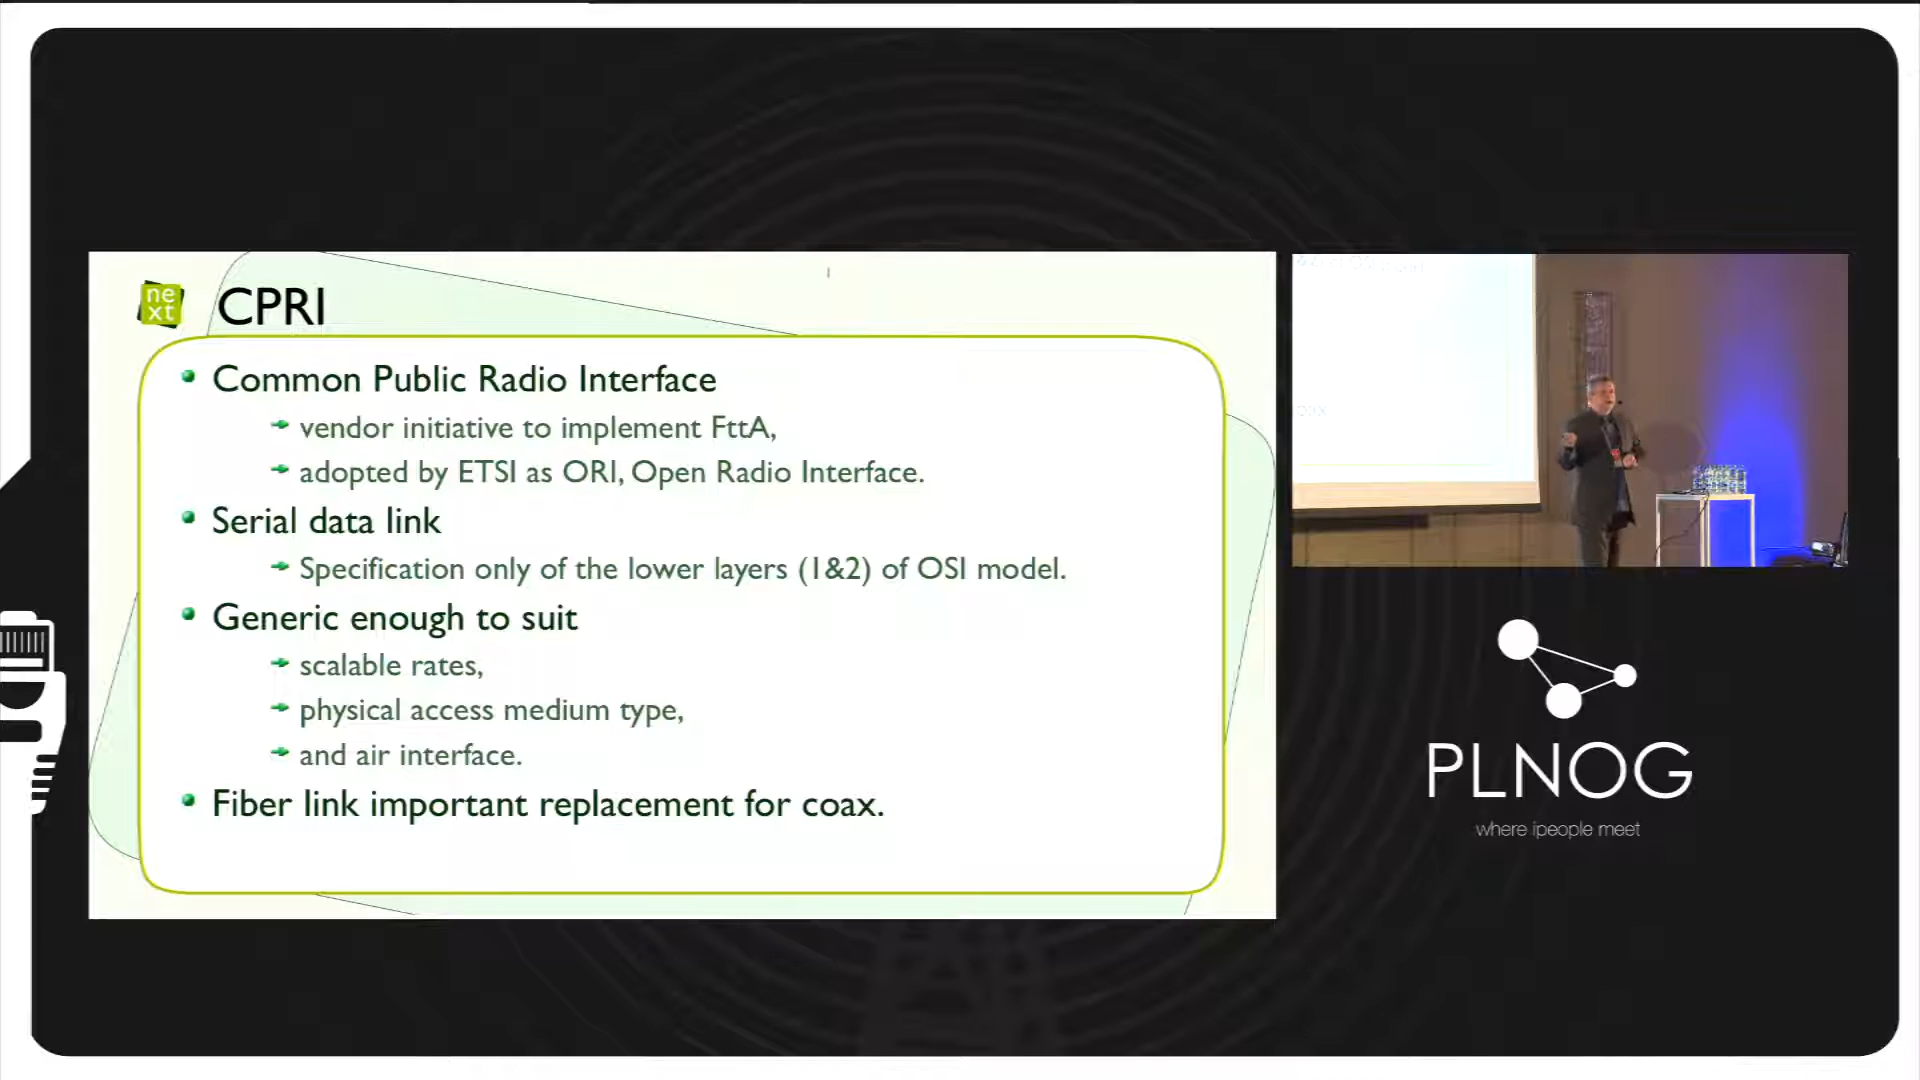 ne
xt
CPRI
Common Public Radio Interface
vendor initiative to implement FttA,
adopted by ETSI as ORI, Open Radio Interface.
Serial data link
Specification only of the lower layers (1&2) of OSI model.
Generic enough to suit
scalable rates,
physical access medium type,
and air interface.
Fiber link important replacement for coax.
PLNOG
where ipeople meet